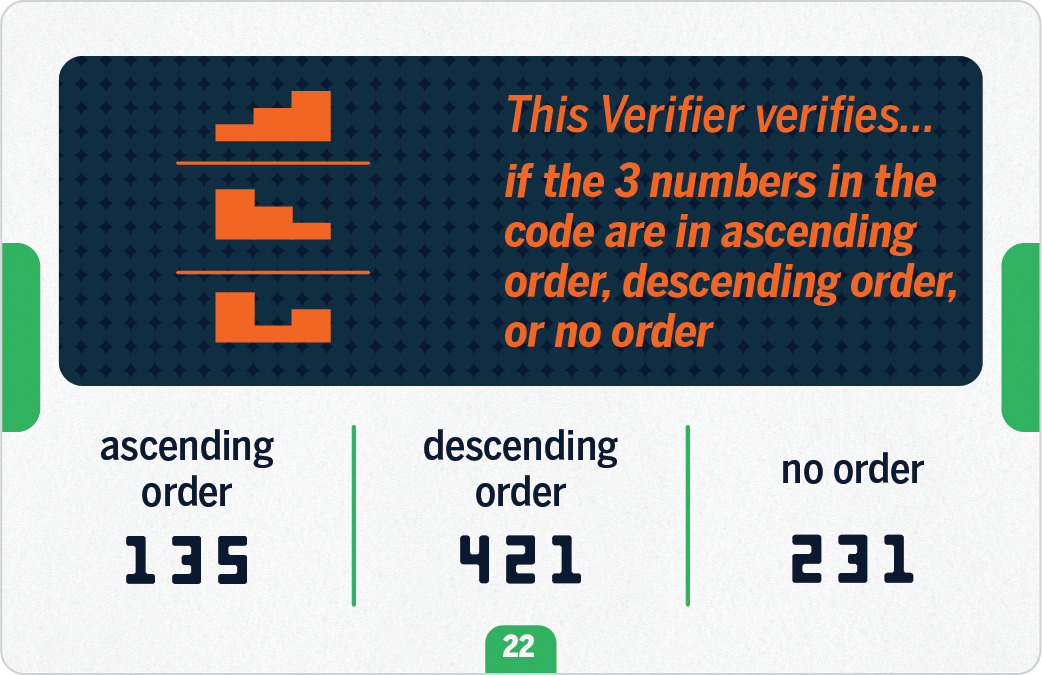 This Verifier verifies...
if the 3 numbers in the
code are in ascending
order, descending order,
or no order
ascending
order
135
descending
order
421
no order
231
22